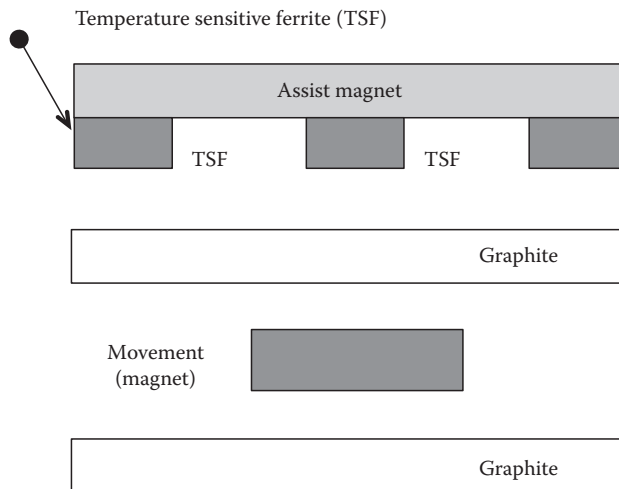 Temperature sensitive ferrite (TSF)
Assist magnet
TSF
TSF
Graphite
Movement
(magnet)
Graphite